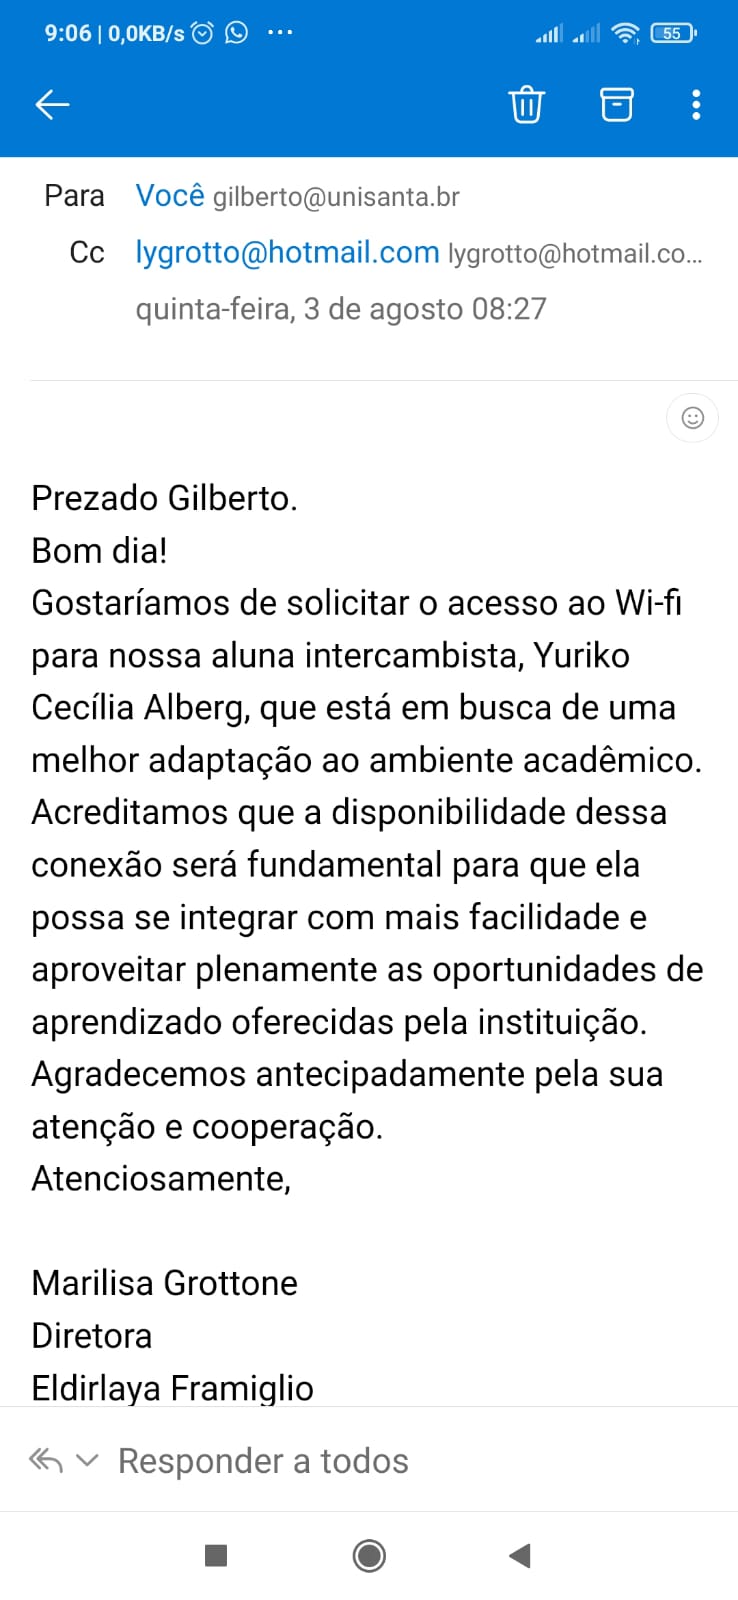 9:06 | 0,0KB/s ...
55
Para Você gilberto@unisanta.br
Cc lygrotto@hotmail.com lygrotto@hotmail.co...
quinta-feira, 3 de agosto 08:27
Prezado Gilberto.
Bom dia!
Gostaríamos de solicitar o acesso ao Wi-fi
para nossa aluna intercambista, Yuriko
Cecília Alberg, que está em busca de uma
melhor adaptação ao ambiente acadêmico.
Acreditamos que a disponibilidade dessa
conexão será fundamental para que ela
possa se integrar com mais facilidade e
aproveitar plenamente as oportunidades de
aprendizado oferecidas pela instituição.
Agradecemos antecipadamente pela sua
atenção e cooperação.
Atenciosamente,
Marilisa Grottone
Diretora
Eldirlaya Framiglio
Responder a todos